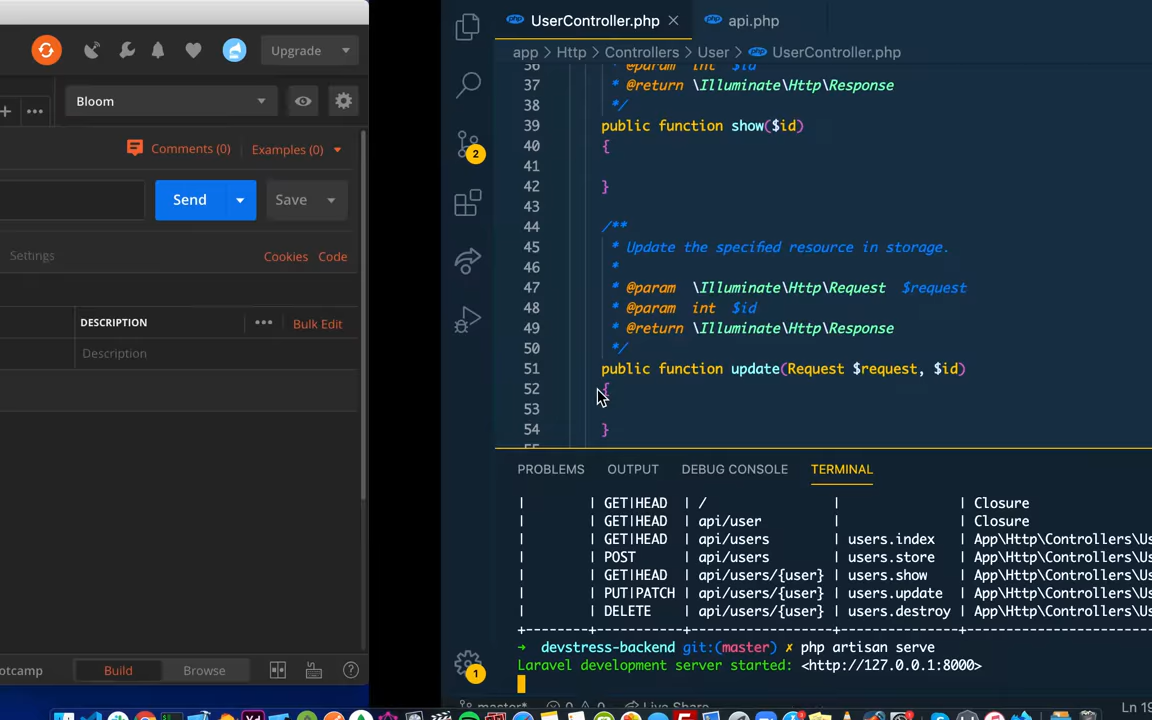 Upgrade
Bloom
Comments (0)
Examples (0)
Send
Save
Settings
Cookies
Code
DESCRIPTION
Bulk Edit
Description
otcamp
Build
Browse
UserController.php
api.php
app > Http > Controllers > User > UserController.php
36 * @param int $id
37 * @return \Illuminate\Http\Response
38 */
39 public function show($id)
40 {
41
42 }
43
44 /**
45 * Update the specified resource in storage.
46 *
47 * @param \Illuminate\Http\Request $request
48 * @param int $id
49 * @return \Illuminate\Http\Response
50 */
51 public function update(Request $request, $id)
52 {
53
54 }
55
2
PROBLEMS OUTPUT DEBUG CONSOLE TERMINAL
| | GET|HEAD | / | | Closure
| | GET|HEAD | api/user | | Closure
| | GET|HEAD | api/users | users.index | App\Http\Controllers\Us
| | POST | api/users | users.store | App\Http\Controllers\Us
| | GET|HEAD | api/users/{user} | users.show | App\Http\Controllers\Us
| | PUT|PATCH | api/users/{user} | users.update | App\Http\Controllers\Us
| | DELETE | api/users/{user} | users.destroy | App\Http\Controllers\Us
+--------+-----------+------------------+---------------+------------------------
➜ devstress-backend git:(master) ✗ php artisan serve
Laravel development server started: <http://127.0.0.1:8000>
1
master* 0 0 Live Share
Ln 19